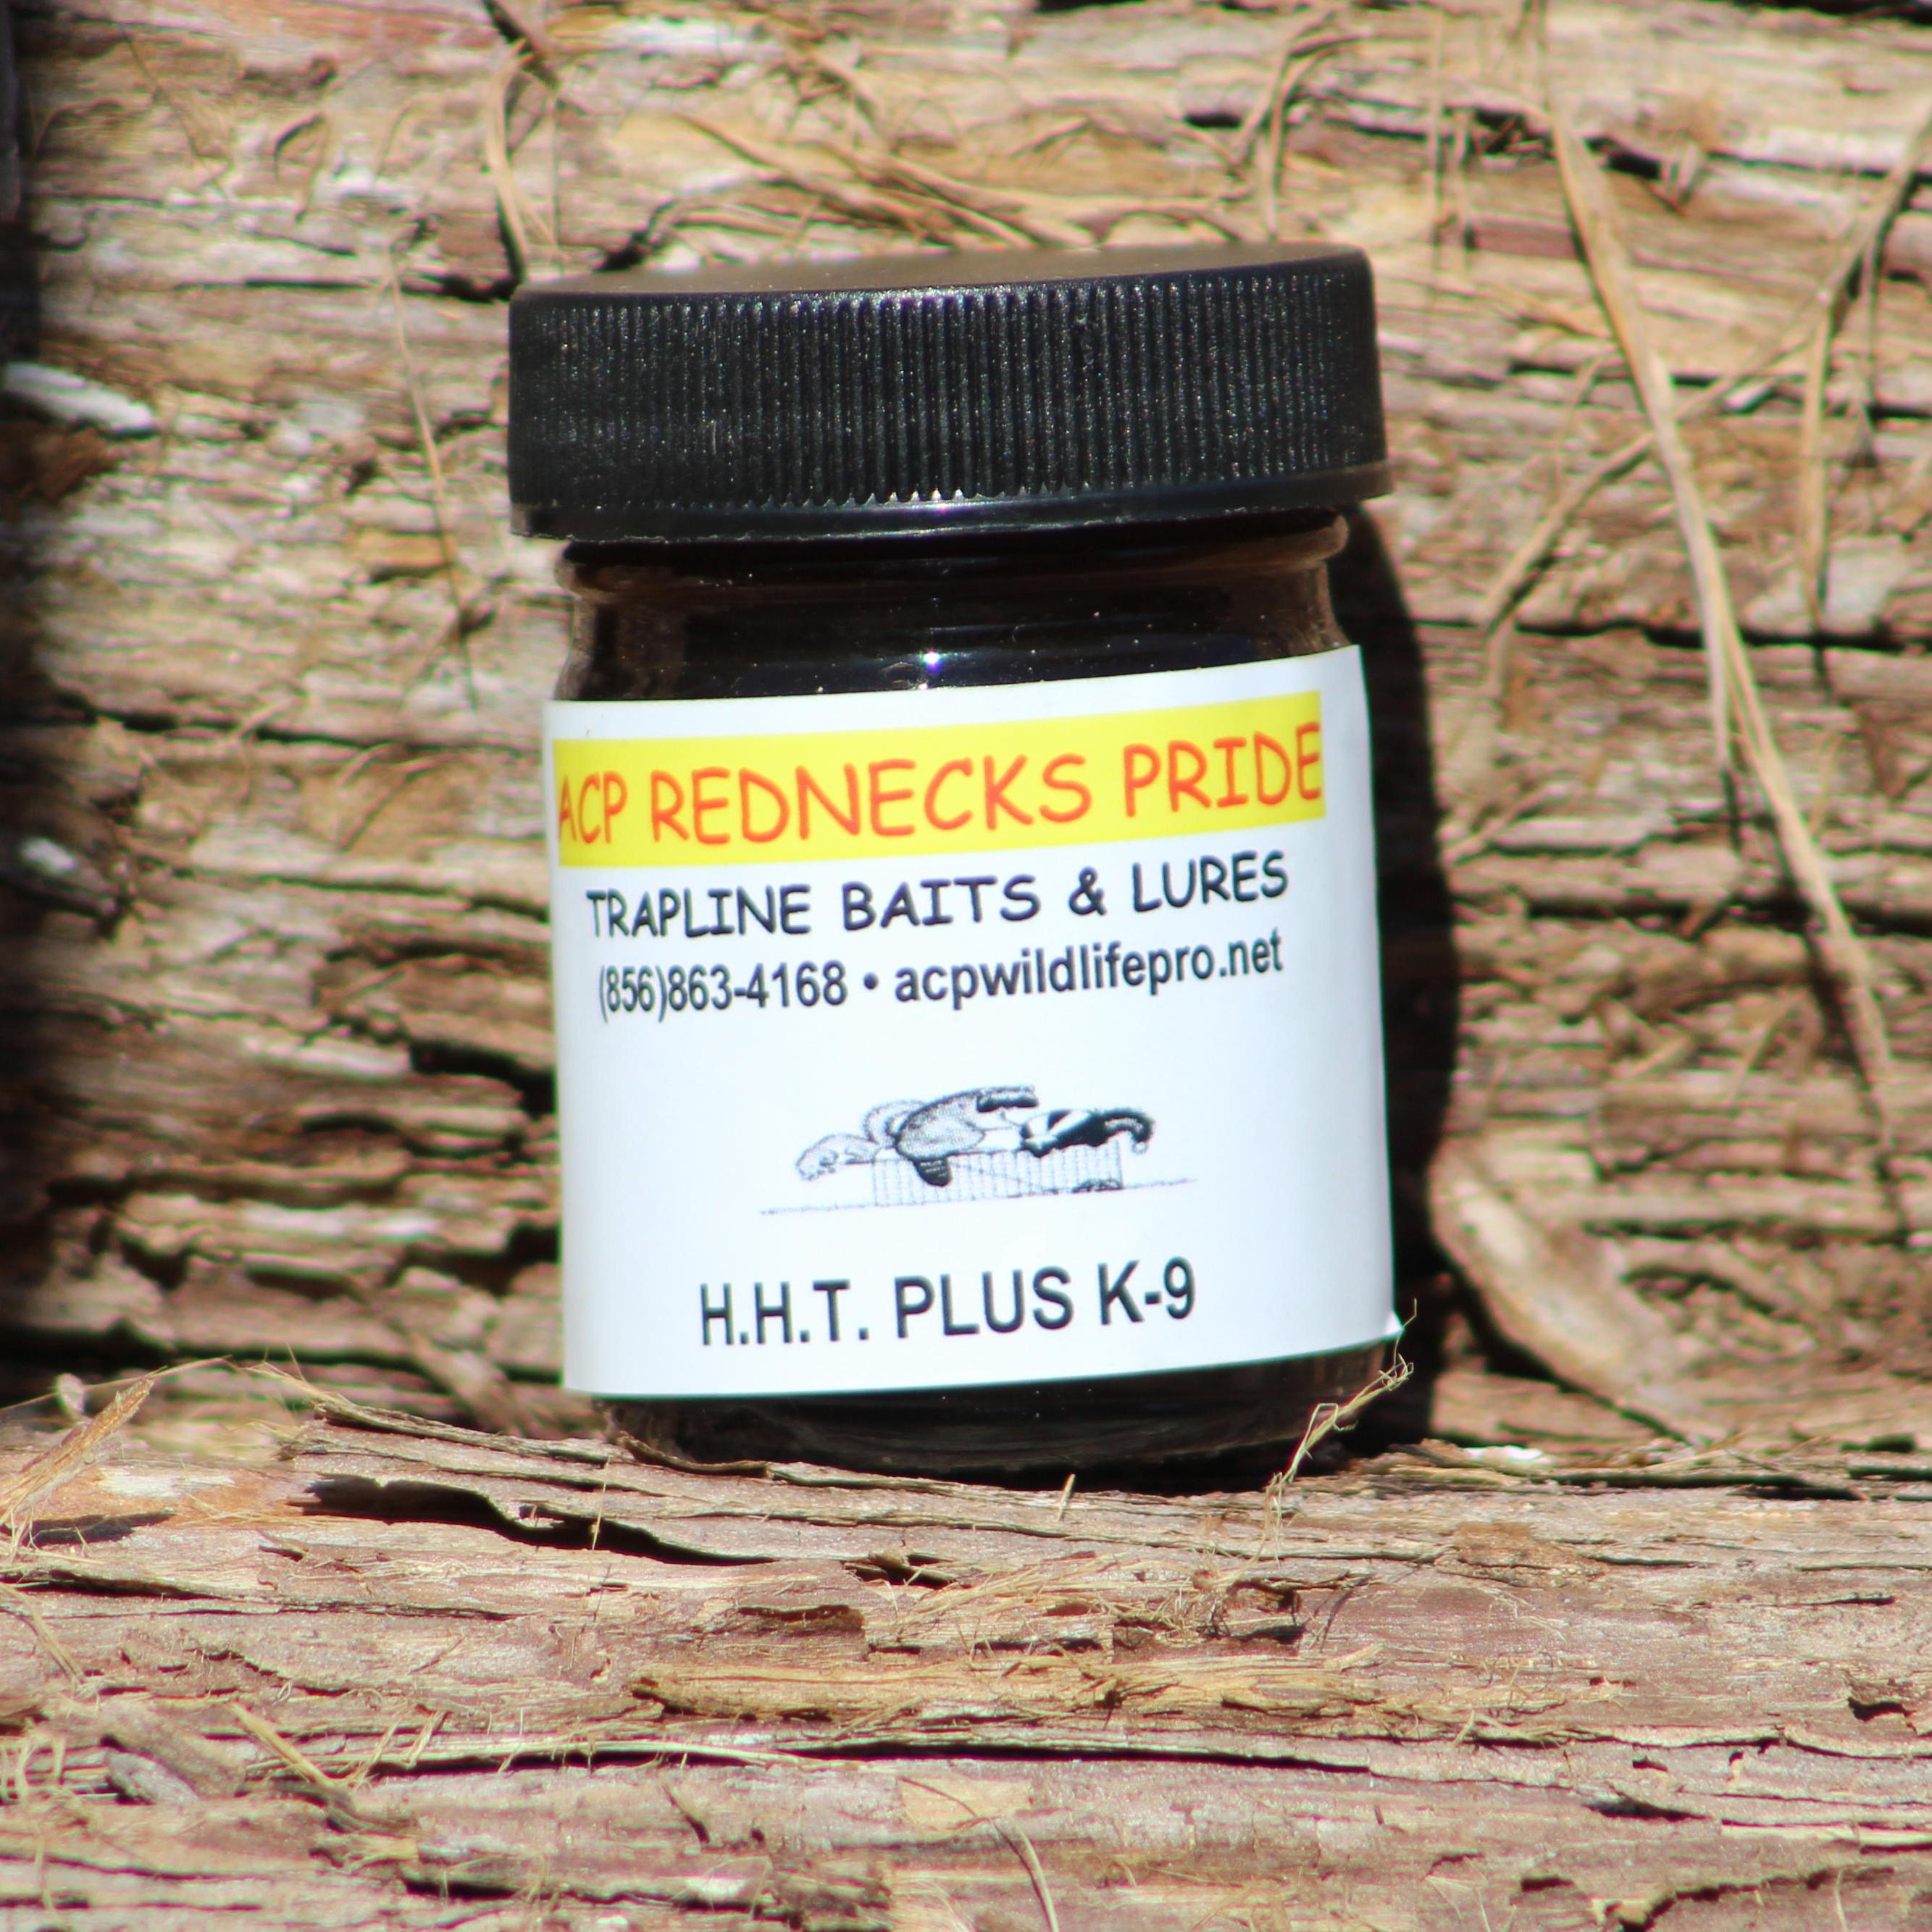 ACP REDNECKS PRIDE
TRAPLINE BAITS & LURES
(856)863-4168 • acpwildlifepro.net
H.H.T. PLUS K-9